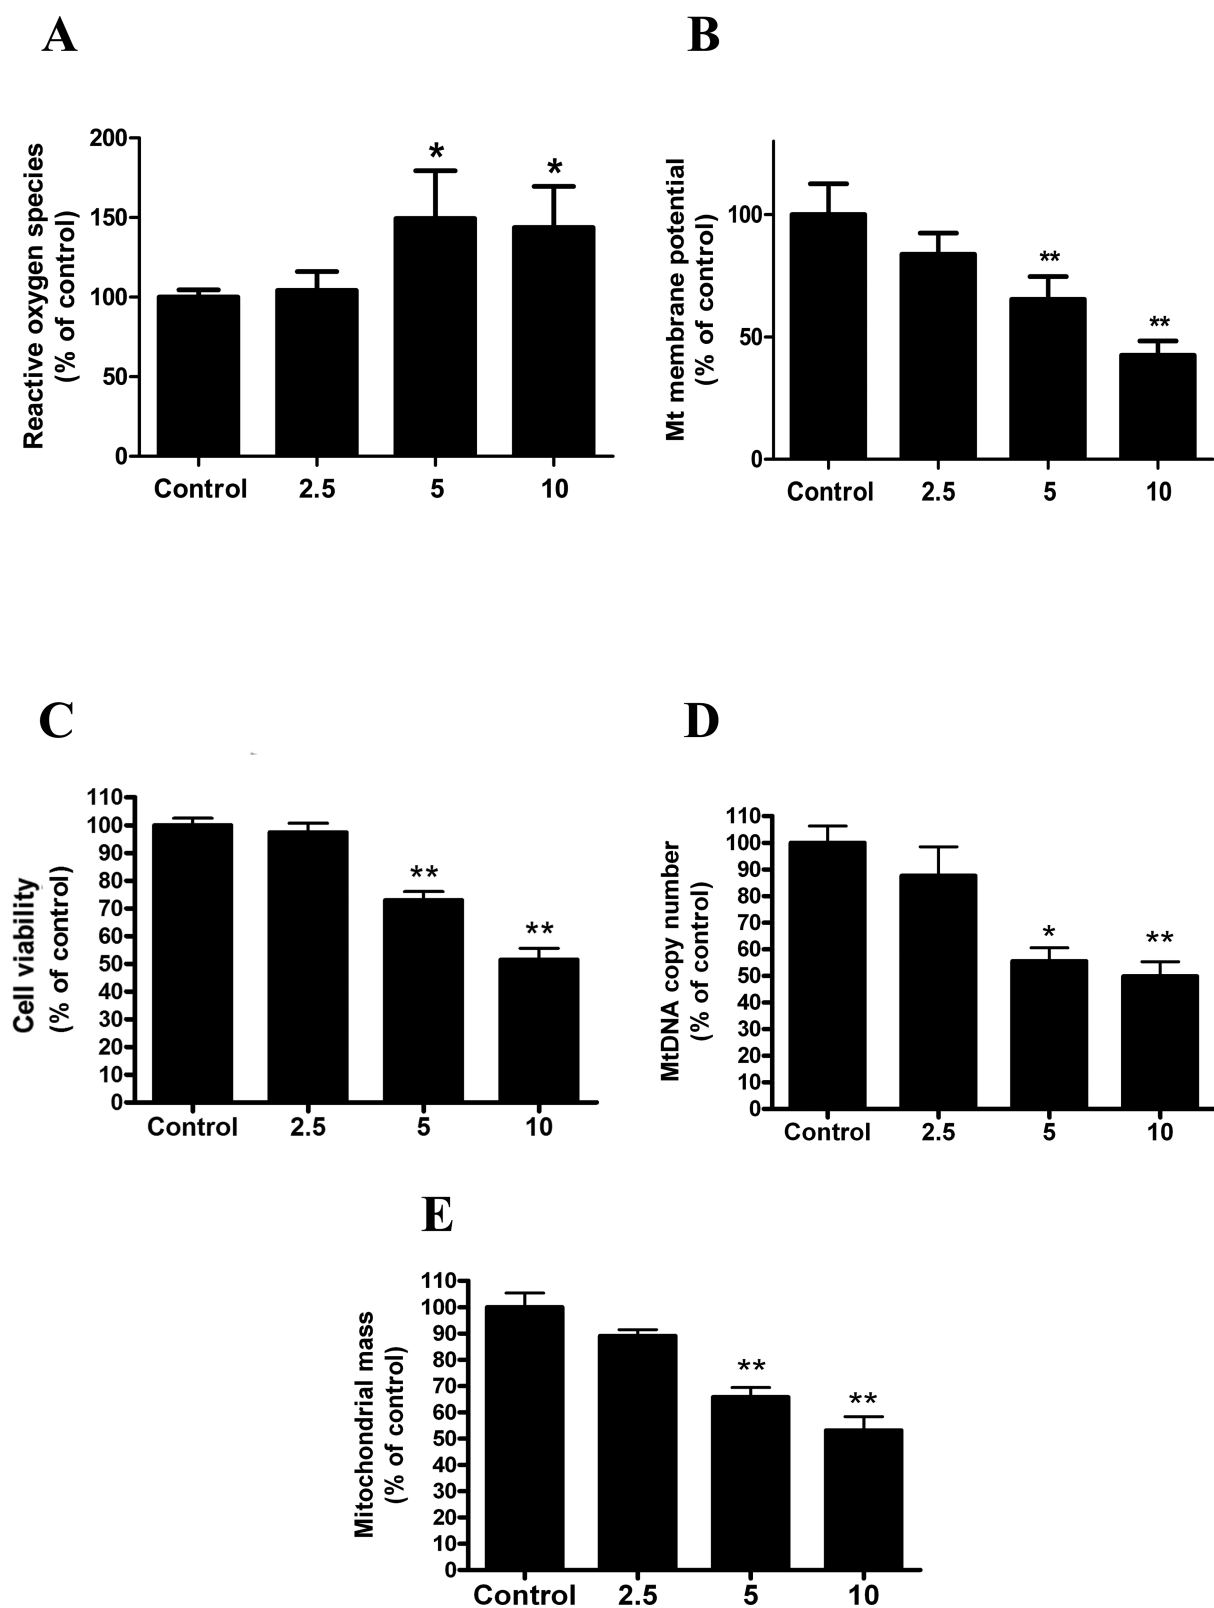 A
Reactive oxygen species
(% of control)
200
150
100
50
0
*
*
Control 2.5 5 10
B
Mt membrane potential
(% of control)
100
50
0
**
**
Control 2.5 5 10
C
Cell viability
(% of control)
110
100
90
80
70
60
50
40
30
20
10
0
**
**
Control 2.5 5 10
D
MtDNA copy number
(% of control)
110
100
90
80
70
60
50
40
30
20
10
0
*
**
Control 2.5 5 10
E
Mitochondrial mass
(% of control)
110
100
90
80
70
60
50
40
30
20
10
0
**
**
Control 2.5 5 10